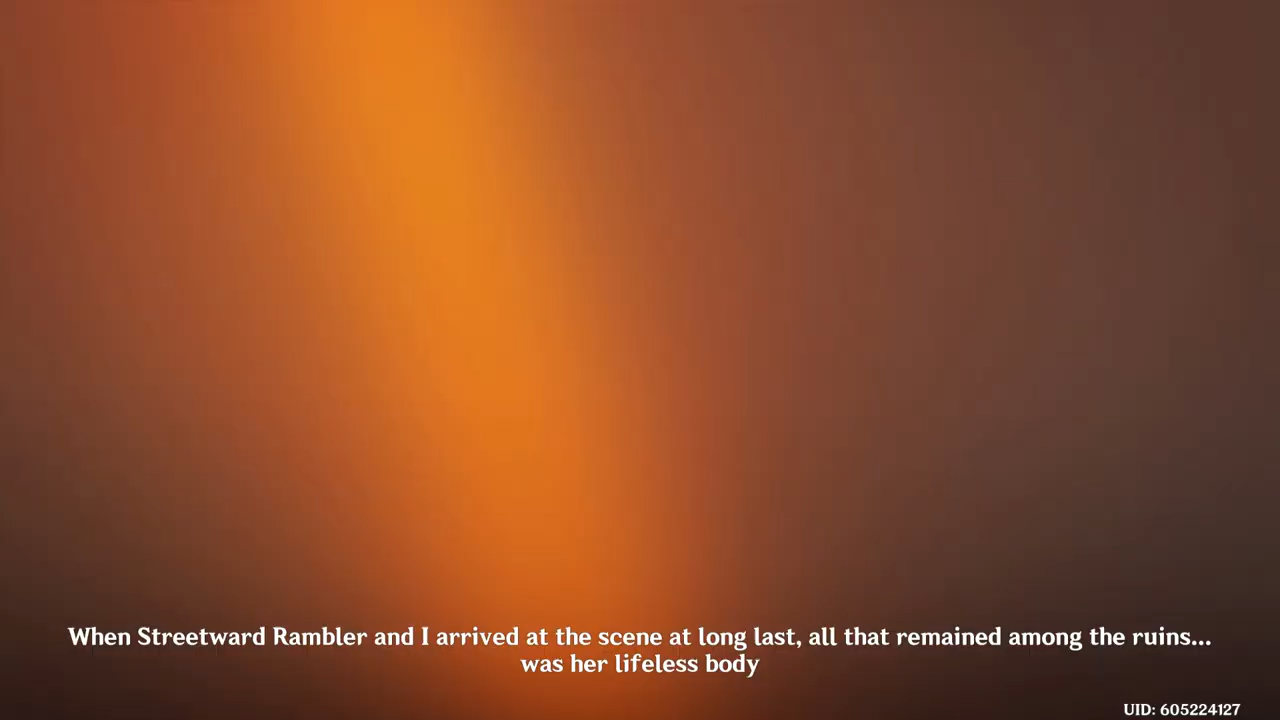 When Streetward Rambler and I arrived at the scene at long last, all that remained among the ruins...
was her lifeless body
UID: 605224127